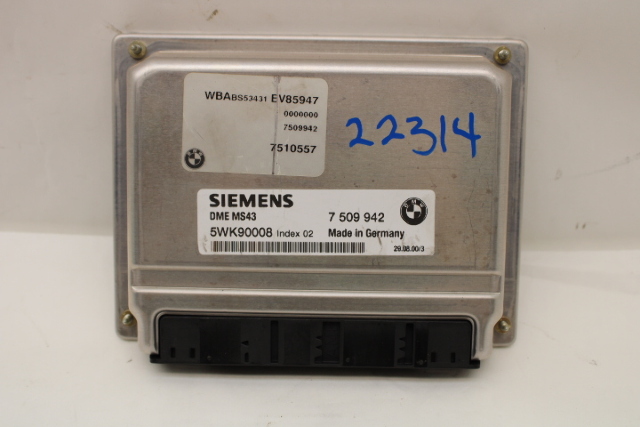 WBABS53431 EV85947
0000000
7509942
7510557
22314
SIEMENS
DME MS43
7 509 942
BMW
5WK90008 Index 02
Made in Germany
29.08.00/3